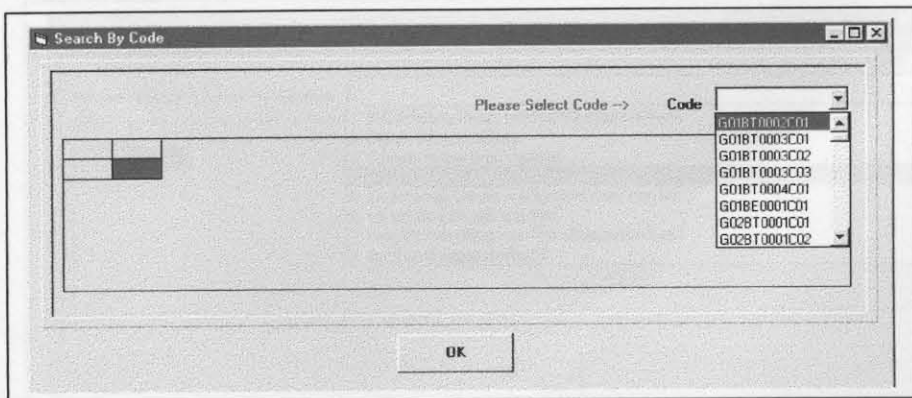 Search By Code
Please Select Code --> Code
G01BT0002C01
G01BT0003C01
G01BT0003C02
G01BT0003C03
G01BT0004C01
G01BE0001C01
G02BT0001C01
G02BT0001C02
OK